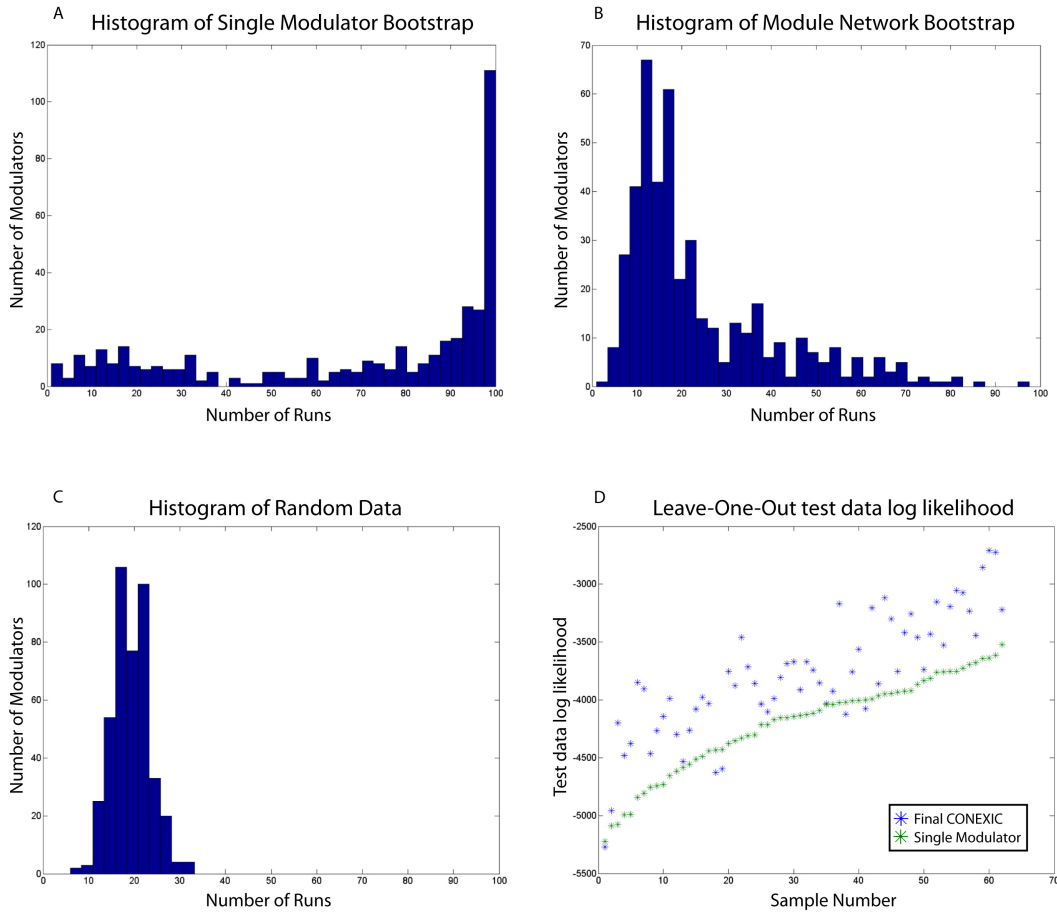 A
Histogram of Single Modulator Bootstrap
120
100
80
60
40
20
0
Number of Modulators
0 10 20 30 40 50 60 70 80 90 100
Number of Runs
B
Histogram of Module Network Bootstrap
70
60
50
40
30
20
10
0
Number of Modulators
0 10 20 30 40 50 60 70 80 90 100
Number of Runs
C
Histogram of Random Data
120
100
80
60
40
20
0
Number of Modulators
0 10 20 30 40 50 60 70 80 90 100
Number of Runs
D
Leave-One-Out test data log likelihood
-2500
-3000
-3500
-4000
-4500
-5000
-5500
Test data log likelihood
0 10 20 30 40 50 60 70
Sample Number
Final CONEXIC
Single Modulator